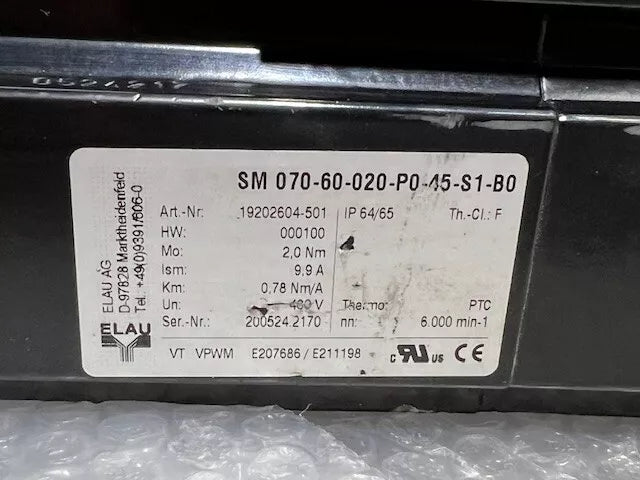 SM 070-60-020-P0-45-S1-B0
Art.-Nr: 19202604-501 IP 64/65 Th.-Cl.: F
HW: 000100
Mo: 2,0 Nm
Ism: 9,9 A
Km: 0,78 Nm/A
Un: 460 V Thermo: PTC
Ser.-Nr.: 200524.2170 nn: 6.000 min-1
VT VPWM E207686 / E211198 c RU US CE
ELAU AG
D-97828 Marktheidenfeld
Tel. +49(0)9391/606-0
ELAU